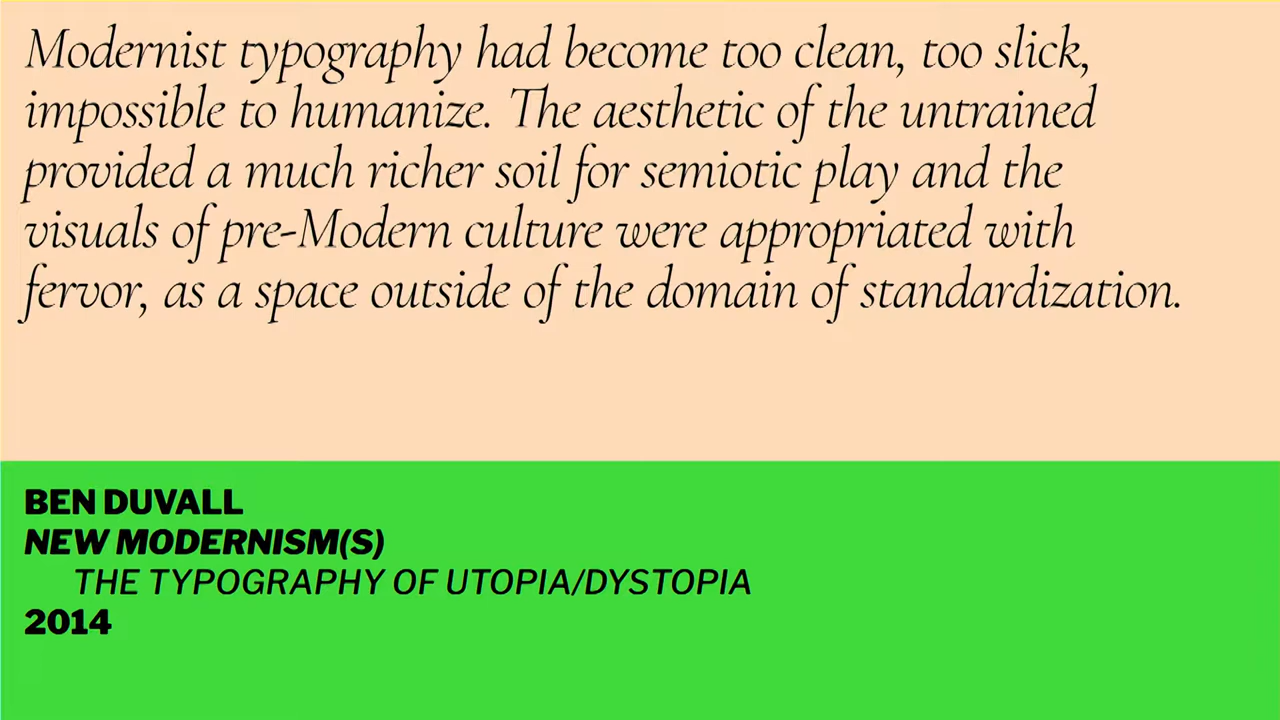 Modernist typography had become too clean, too slick,
impossible to humanize. The aesthetic of the untrained
provided a much richer soil for semiotic play and the
visuals of pre-Modern culture were appropriated with
fervor, as a space outside of the domain of standardization.
BEN DUVALL
NEW MODERNISM(S)
THE TYPOGRAPHY OF UTOPIA/DYSTOPIA
2014